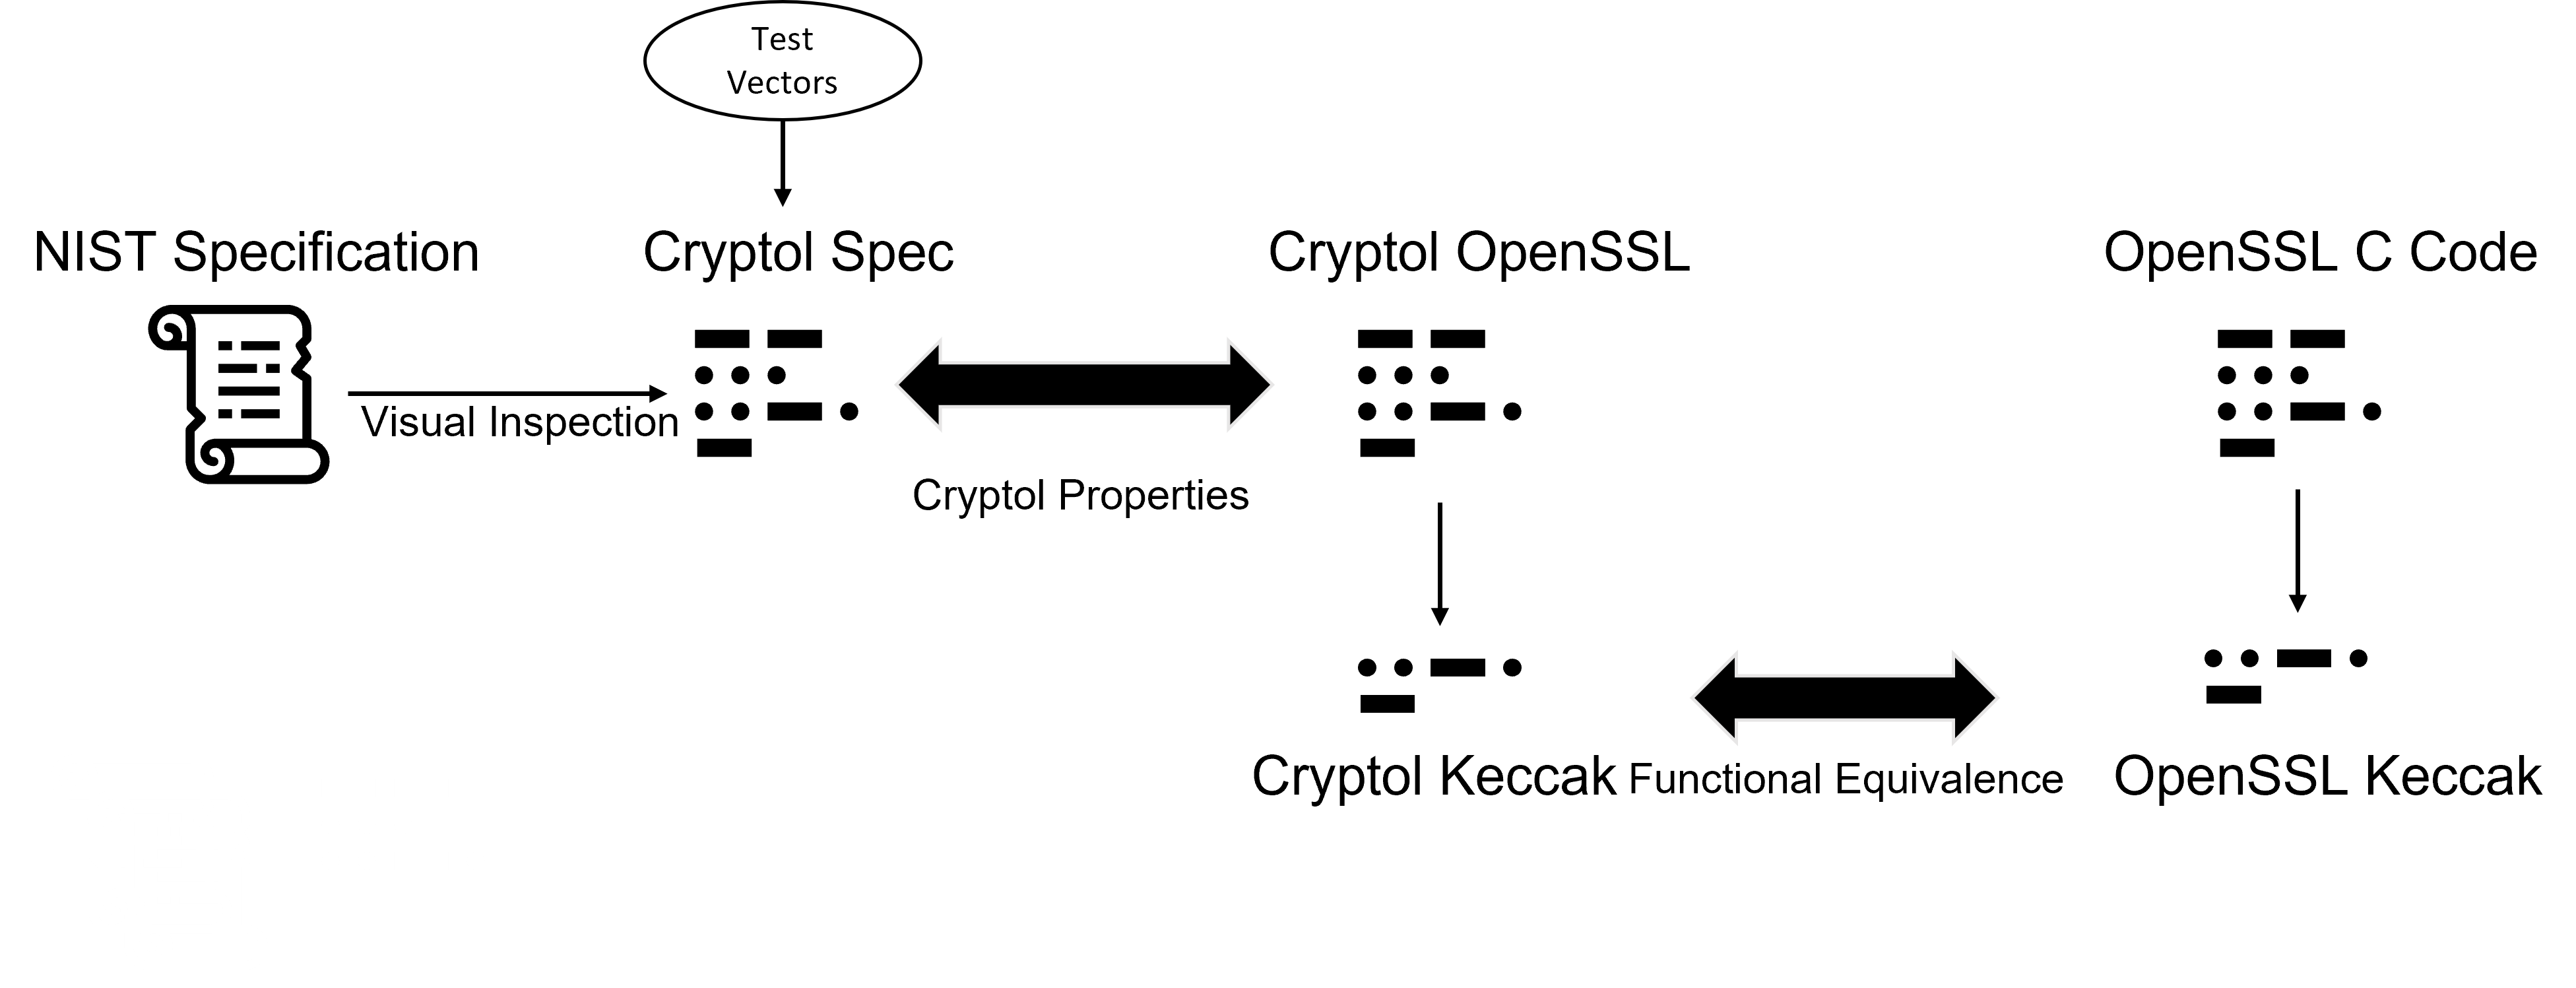 Test
Vectors
NIST Specification
Cryptol Spec
Cryptol OpenSSL
OpenSSL C Code
Visual Inspection
Cryptol Properties
Cryptol Keccak
Functional Equivalence
OpenSSL Keccak